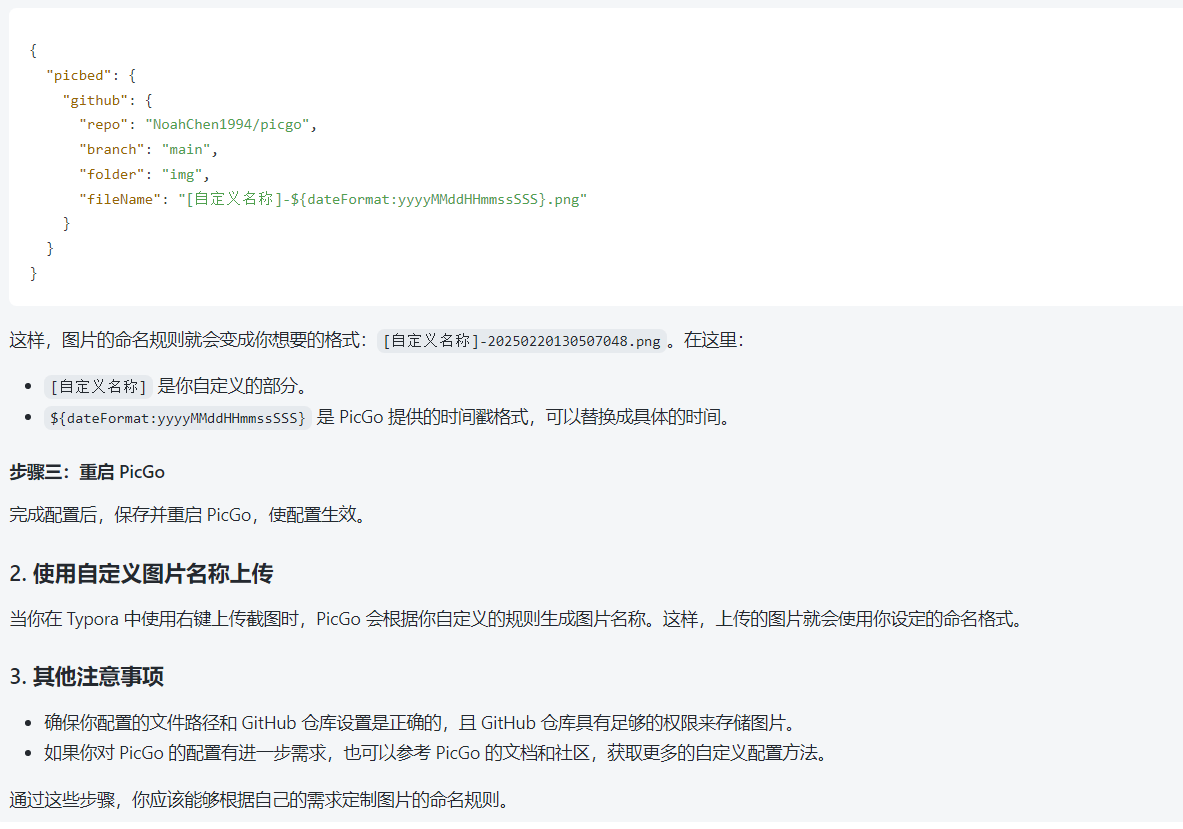 {
  "picbed": {
    "github": {
      "repo": "NoahChen1994/picgo",
      "branch": "main",
      "folder": "img",
      "fileName": "[自定义名称]-${dateFormat:yyyyMMddHHmmssSSS}.png"
    }
  }
}
这样，图片的命名规则就会变成你想要的格式：[自定义名称]-20250220130507048.png。在这里：
• [自定义名称] 是你自定义的部分。
• ${dateFormat:yyyyMMddHHmmssSSS} 是 PicGo 提供的时间戳格式，可以替换成具体的时间。
步骤三：重启 PicGo
完成配置后，保存并重启 PicGo，使配置生效。
2. 使用自定义图片名称上传
当你在 Typora 中使用右键上传截图时，PicGo 会根据你自定义的规则生成图片名称。这样，上传的图片就会使用你设定的命名格式。
3. 其他注意事项
• 确保你配置的文件路径和 GitHub 仓库设置是正确的，且 GitHub 仓库具有足够的权限来存储图片。
• 如果你对 PicGo 的配置有进一步需求，也可以参考 PicGo 的文档和社区，获取更多的自定义配置方法。
通过这些步骤，你应该能够根据自己的需求定制图片的命名规则。